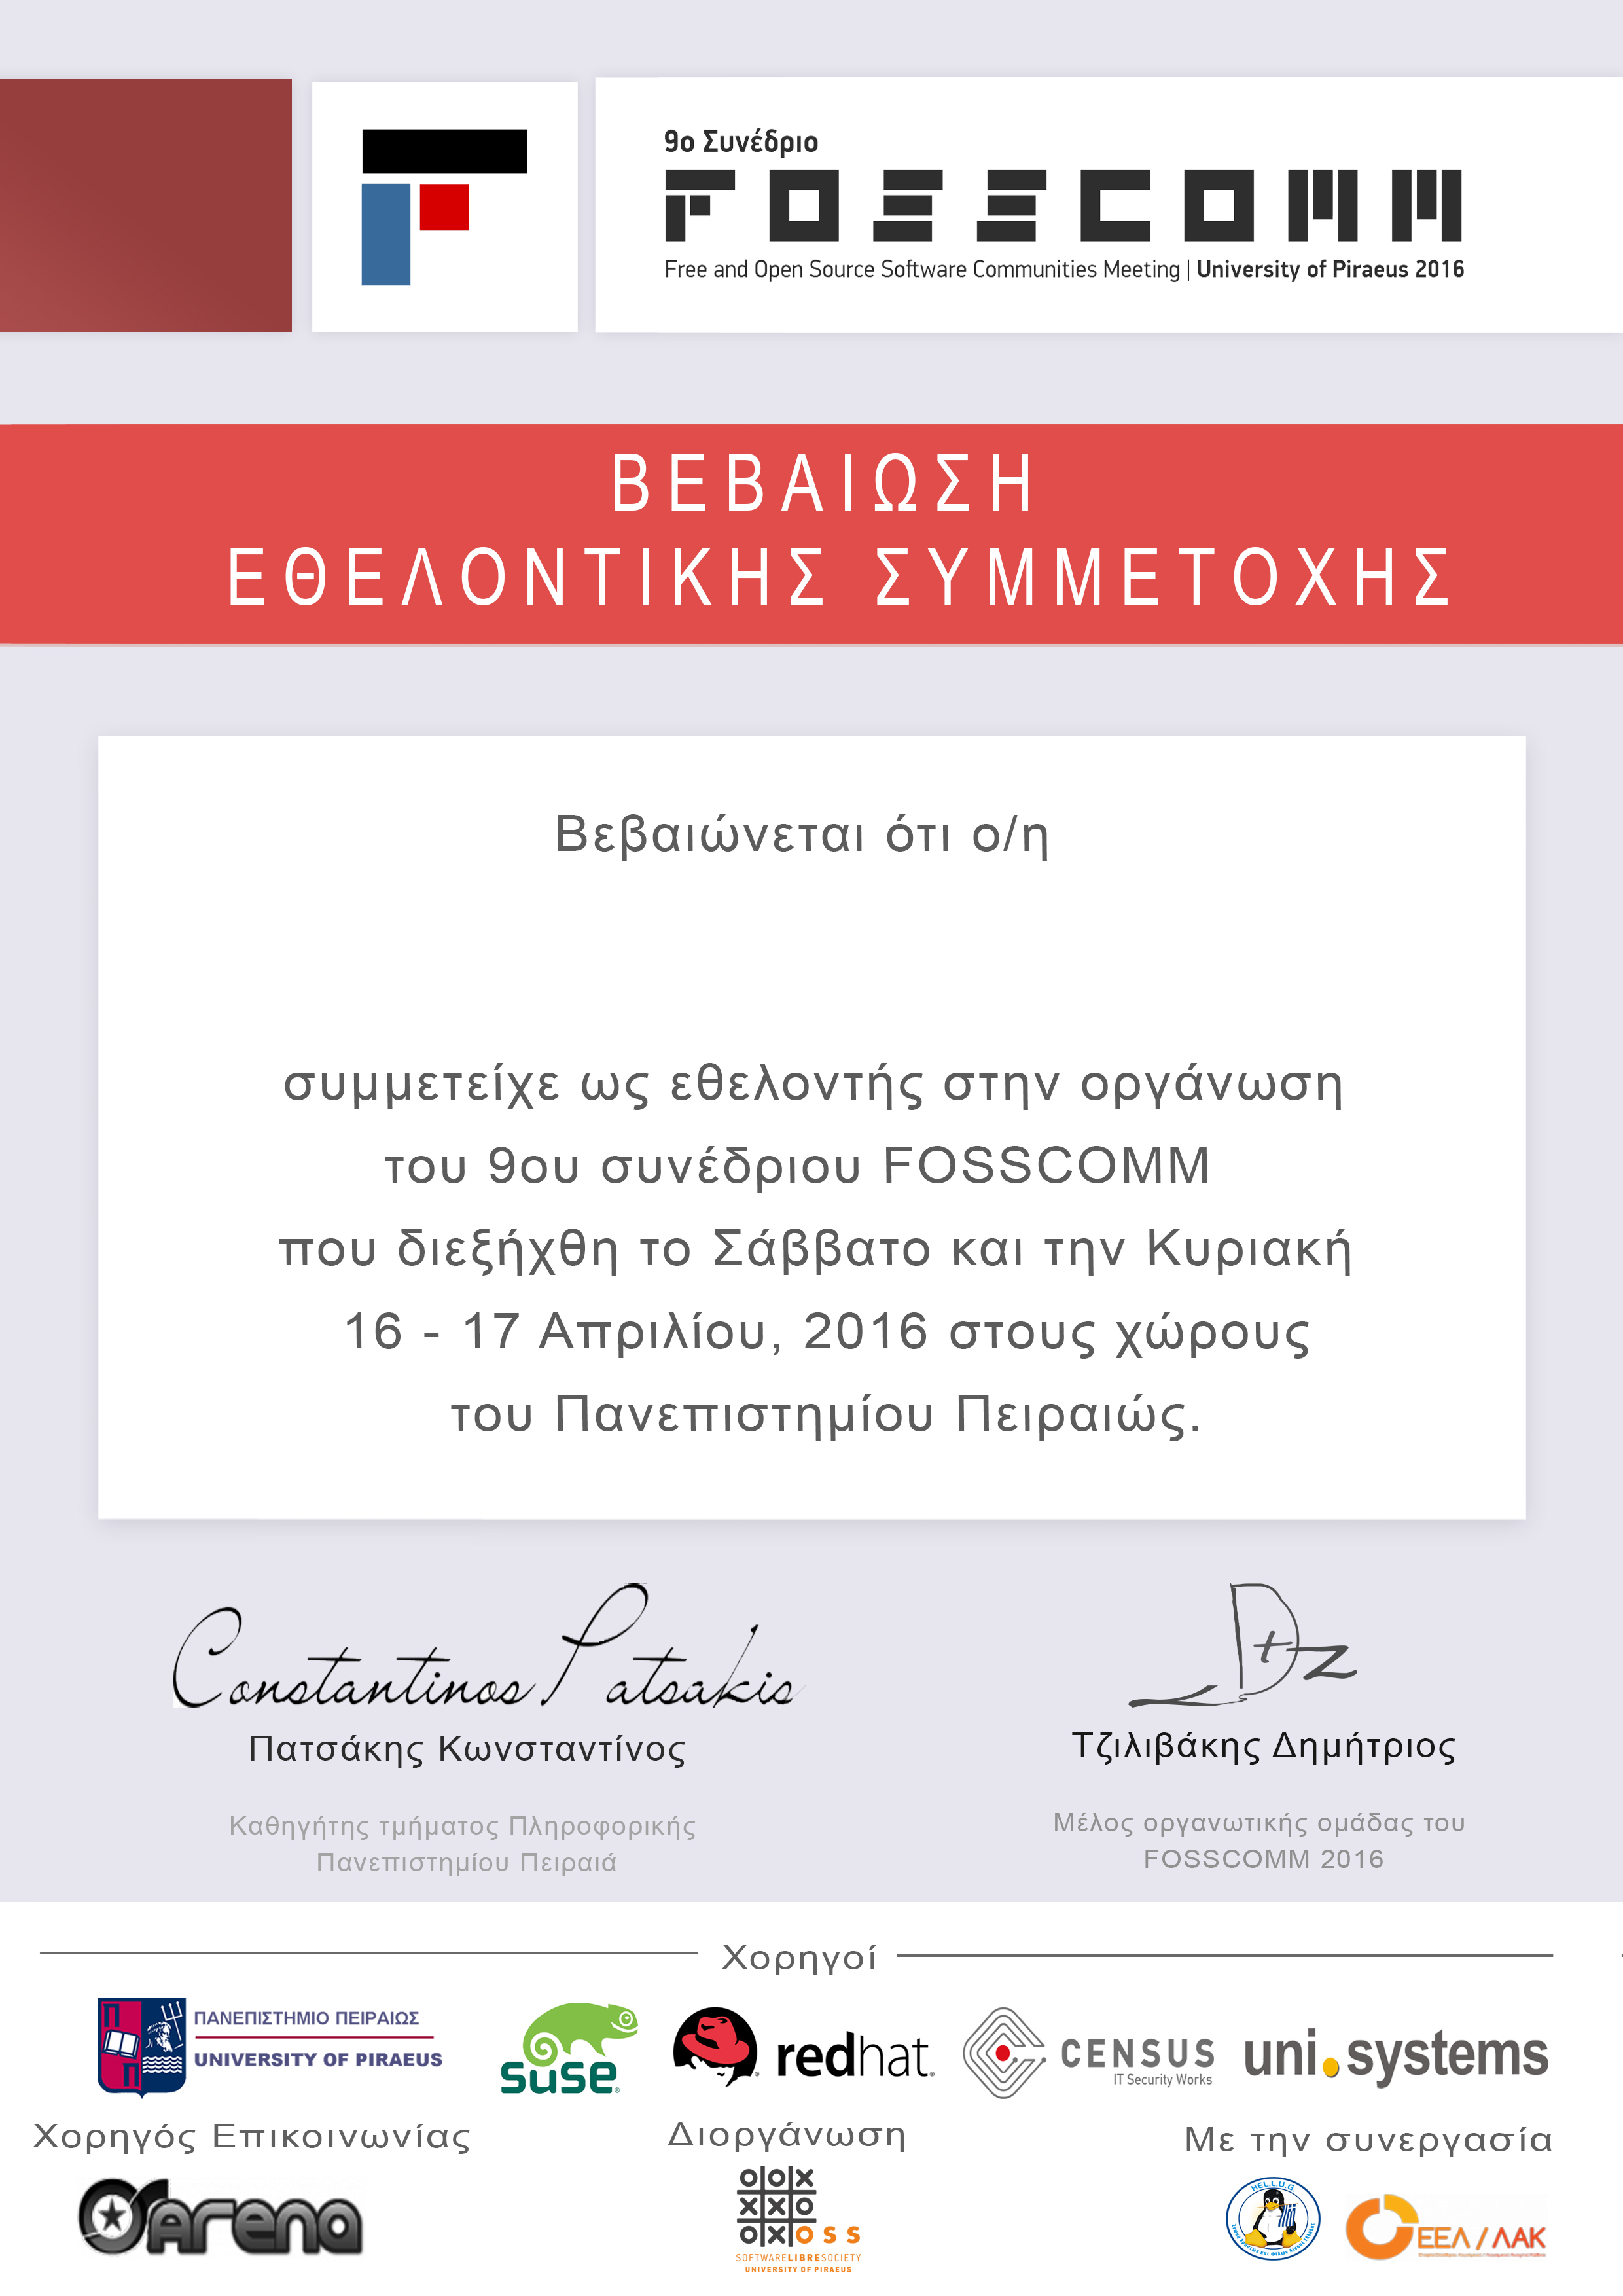 9ο Συνέδριο
FOSSCOMM
Free and Open Source Software Communities Meeting | University of Piraeus 2016
ΒΕΒΑΙΩΣΗ
ΕΘΕΛΟΝΤΙΚΗΣ ΣΥΜΜΕΤΟΧΗΣ
Βεβαιώνεται ότι ο/η
συμμετείχε ως εθελοντής στην οργάνωση
του 9ου συνέδριου FOSSCOMM
που διεξήχθη το Σάββατο και την Κυριακή
16 - 17 Απριλίου, 2016 στους χώρους
του Πανεπιστημίου Πειραιώς.
Constantinos Patsakis
Dtz
Πατσάκης Κωνσταντίνος
Τζιλιβάκης Δημήτριος
Καθηγήτης τμήματος Πληροφορικής
Πανεπιστημίου Πειραιά
Μέλος οργανωτικής ομάδας του
FOSSCOMM 2016
Χορηγοί
ΠΑΝΕΠΙΣΤΗΜΙΟ ΠΕΙΡΑΙΩΣ
UNIVERSITY OF PIRAEUS
SUSE
redhat.
CENSUS
IT Security Works
uni.systems
Χορηγός Επικοινωνίας
Διοργάνωση
Με την συνεργασία
arena
o|o|x
x|x|o
o|x|oss
SOFTWARELIBRESOCIETY
UNIVERSITY OF PIRAEUS
HEL.L.U.G.
ΕΕΛ/ΛΑΚ